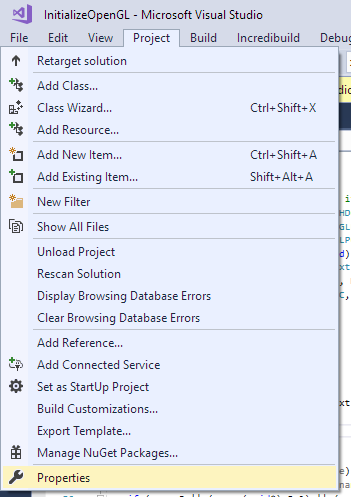 InitializeOpenGL - Microsoft Visual Studio
File Edit View Project Build Incredibuild Debu
Retarget solution
Add Class...
Class Wizard... Ctrl+Shift+X
Add Resource...
Add New Item... Ctrl+Shift+A
Add Existing Item... Shift+Alt+A
New Filter
Show All Files
Unload Project
Rescan Solution
Display Browsing Database Errors
Clear Browsing Database Errors
Add Reference...
Add Connected Service
Set as StartUp Project
Build Customizations...
Export Template...
Manage NuGet Packages...
Properties